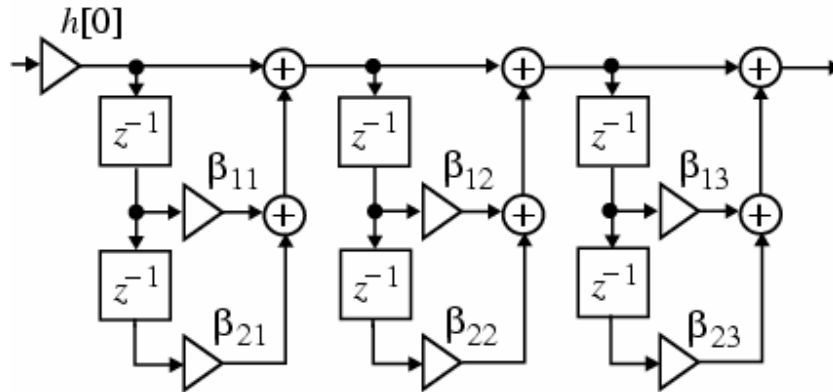 h[0]
+ + +
z⁻¹ z⁻¹ z⁻¹
β₁₁ β₁₂ β₁₃
+ + +
z⁻¹ z⁻¹ z⁻¹
β₂₁ β₂₂ β₂₃